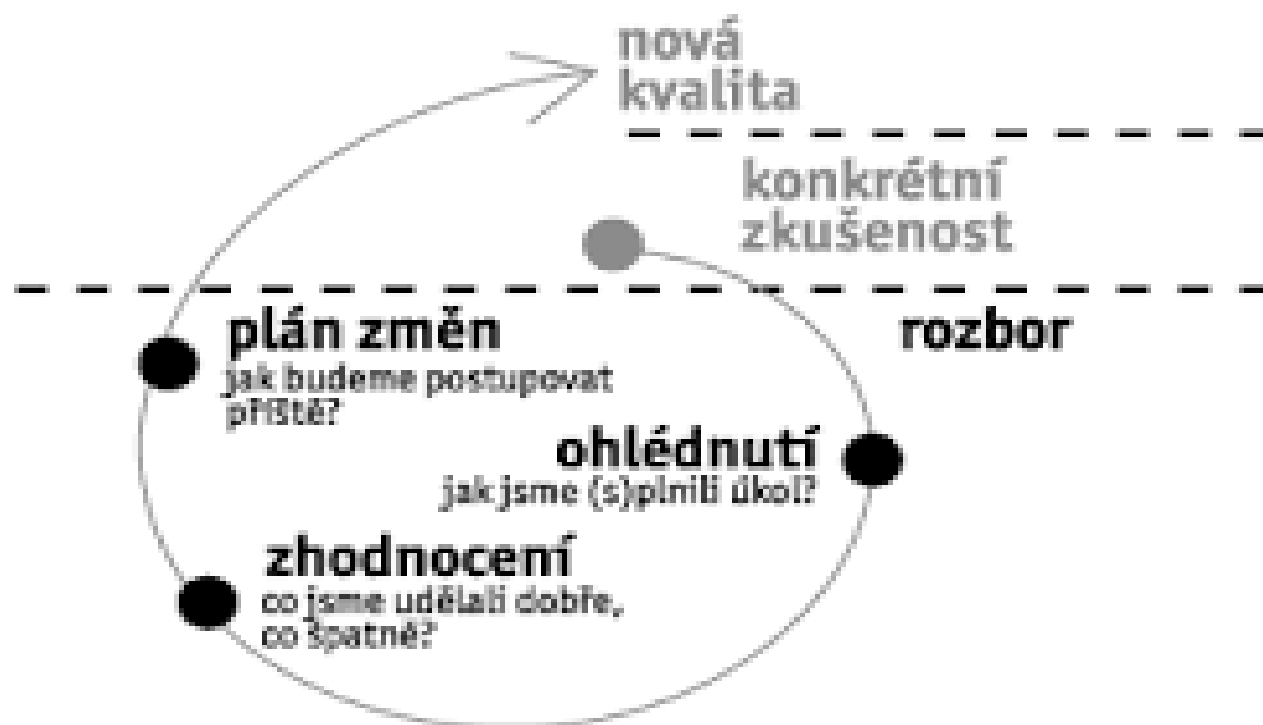 nová
kvalita
konkrétní
zkušenost
rozbor
plán změn
jak budeme postupovat
příště?
ohlédnutí
jak jsme (s)plnili úkol?
zhodnocení
co jsme udělali dobře,
co špatně?